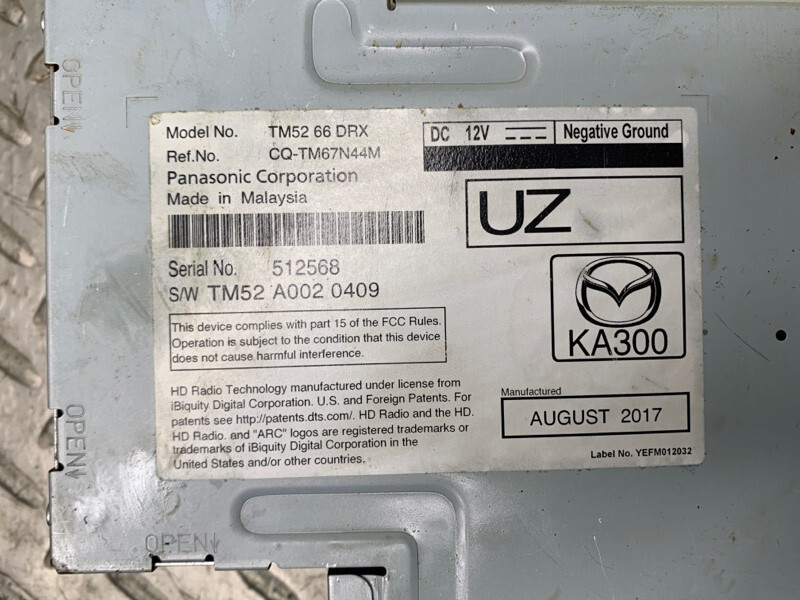 OPEN
Model No. TM52 66 DRX
Ref.No. CQ-TM67N44M
Panasonic Corporation
Made in Malaysia
DC 12V Negative Ground
UZ
Serial No. 512568
S/W TM52 A002 0409
KA300
This device complies with part 15 of the FCC Rules.
Operation is subject to the condition that this device
does not cause harmful interference.
HD Radio Technology manufactured under license from
iBiquity Digital Corporation. U.S. and Foreign Patents. For
patents see http://patents.dts.com/. HD Radio and the HD.
HD Radio. and "ARC" logos are registered trademarks or
trademarks of iBiquity Digital Corporation in the
United States and/or other countries.
Manufactured
AUGUST 2017
Label No. YEFM012032
OPEN↓
OPEN↓